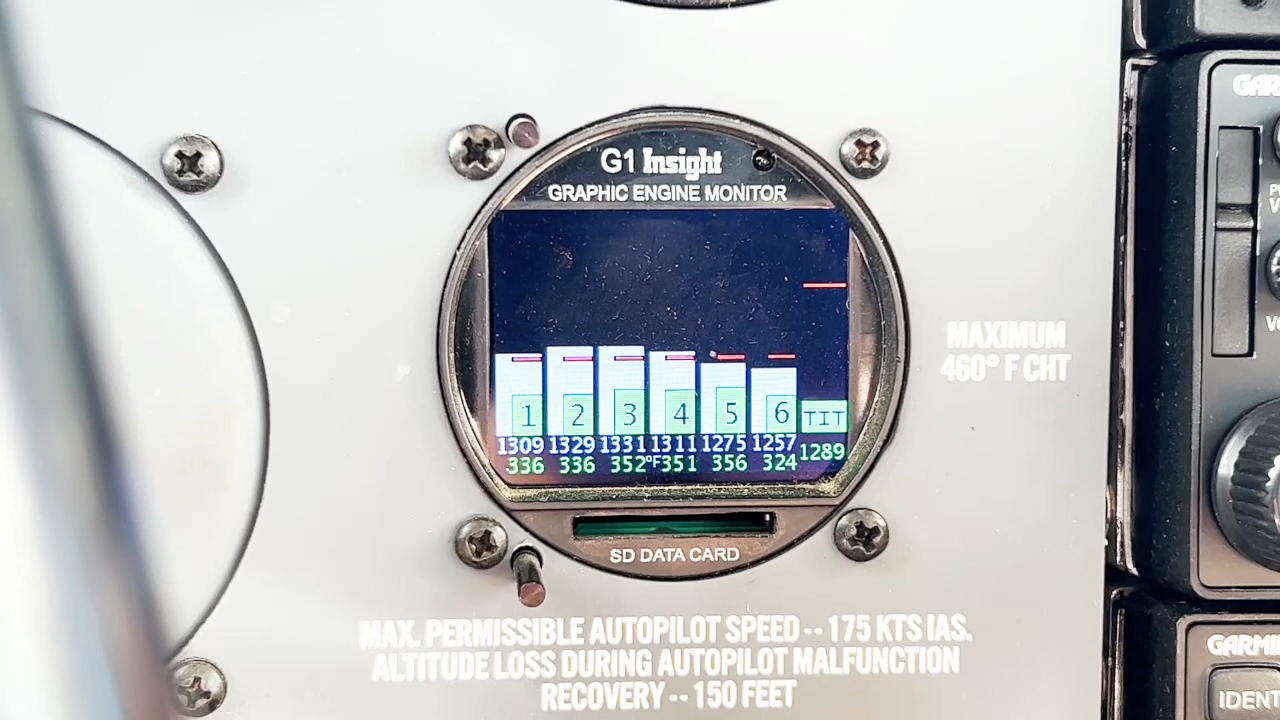 G1 Insight
GRAPHIC ENGINE MONITOR
1 2 3 4 5 6 TIT
1309 1329 1331 1311 1275 1257
336 336 352°F 351 356 324 1289
SD DATA CARD
MAXIMUM
460° F CHT
MAX. PERMISSIBLE AUTOPILOT SPEED -- 175 KTS IAS.
ALTITUDE LOSS DURING AUTOPILOT MALFUNCTION
RECOVERY -- 150 FEET
IDENT